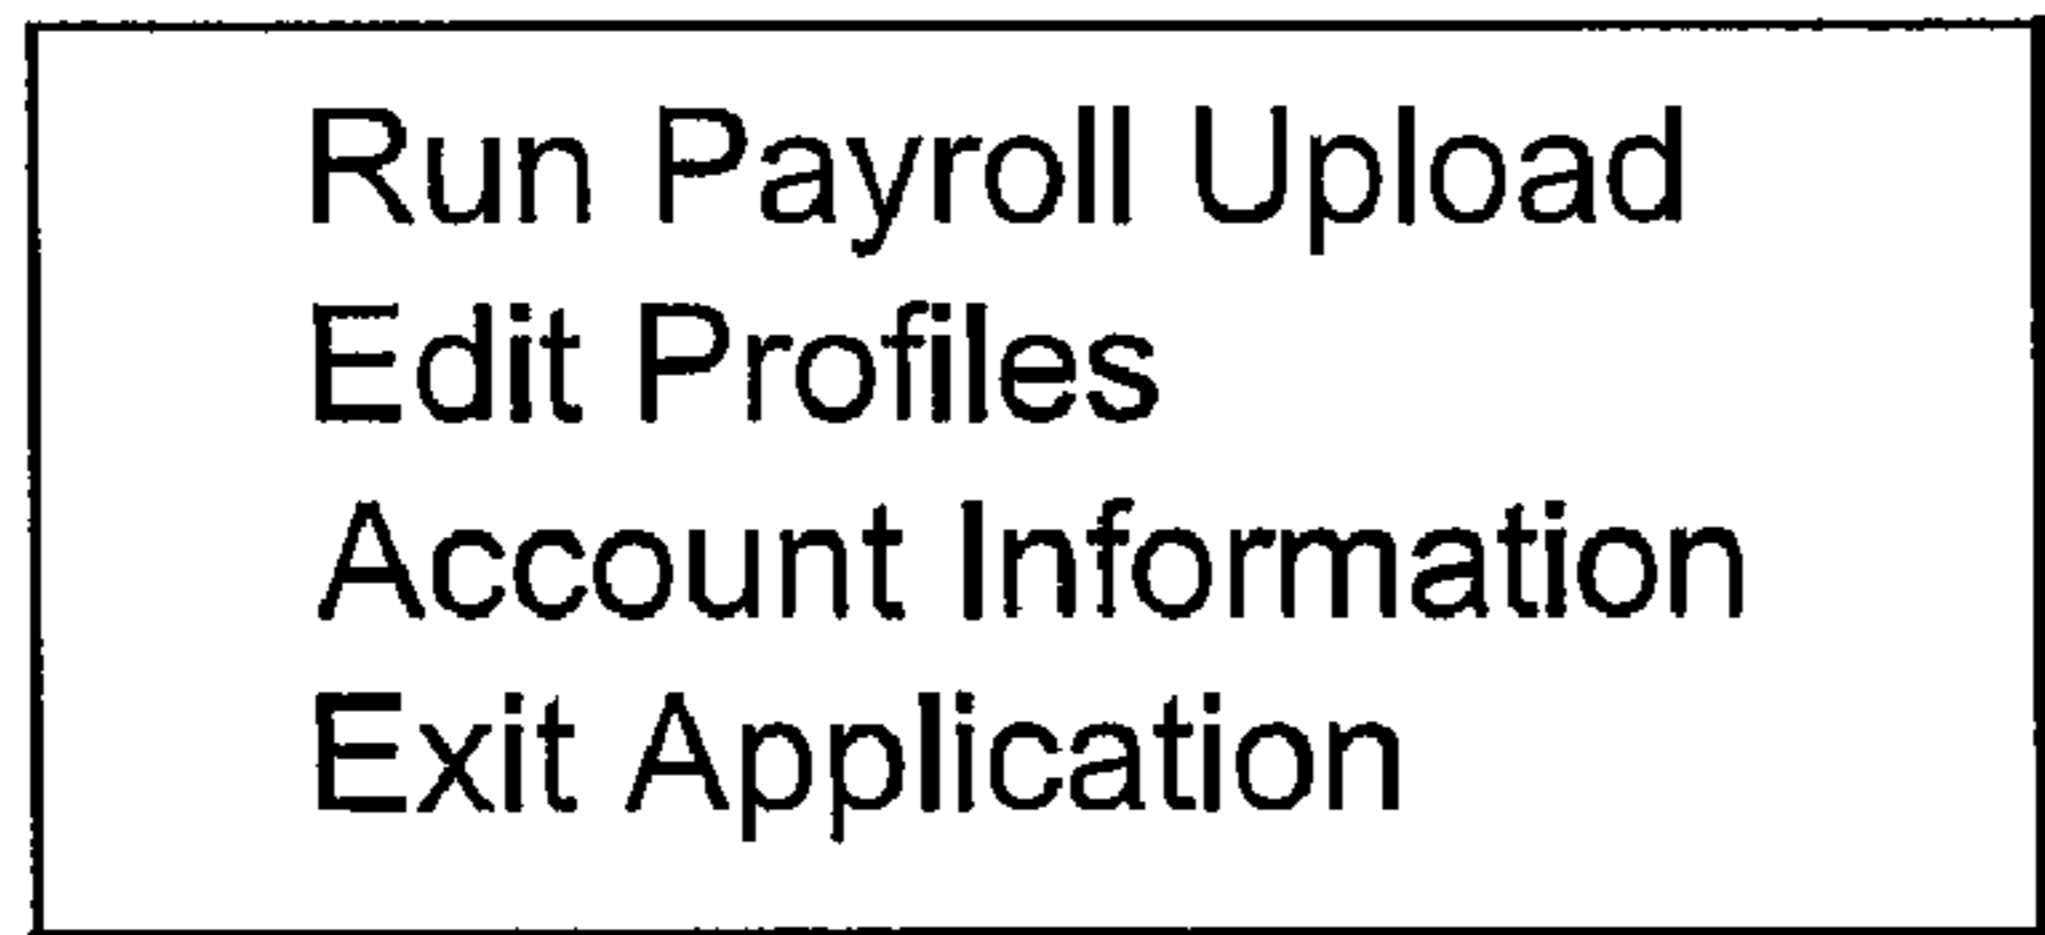 Run Payroll Upload
Edit Profiles
Account Information
Exit Application